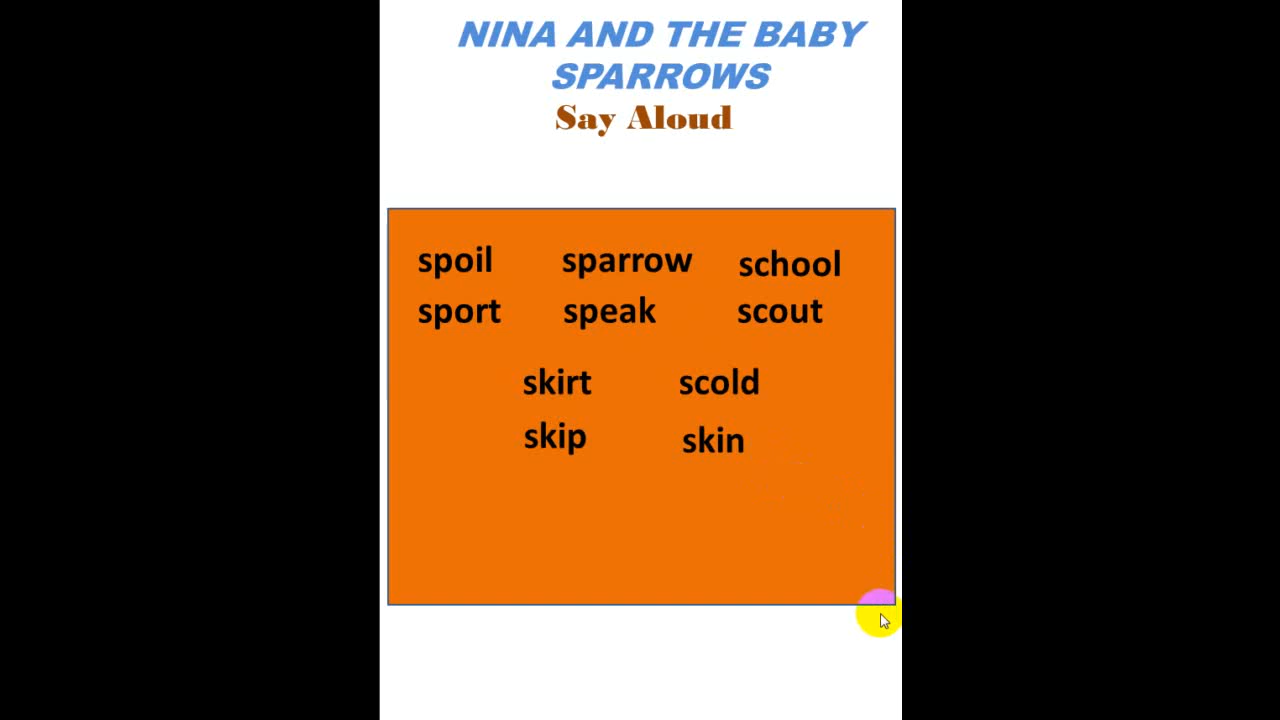 NINA AND THE BABY
SPARROWS
Say Aloud
spoil sparrow school
sport speak scout
skirt scold
skip skin